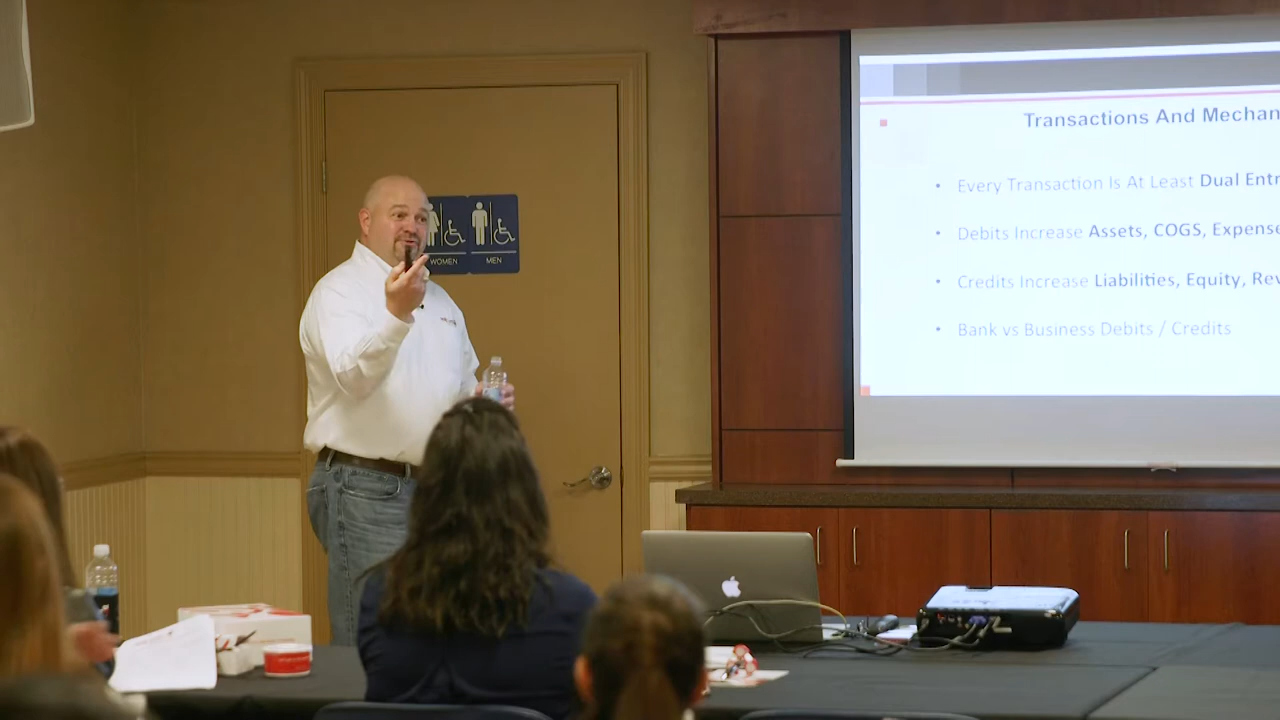 Transactions And Mechan
Every Transaction Is At Least Dual Entr
Debits Increase Assets, COGS, Expense
Credits Increase Liabilities, Equity, Rev
Bank vs Business Debits / Credits
WOMEN
MEN